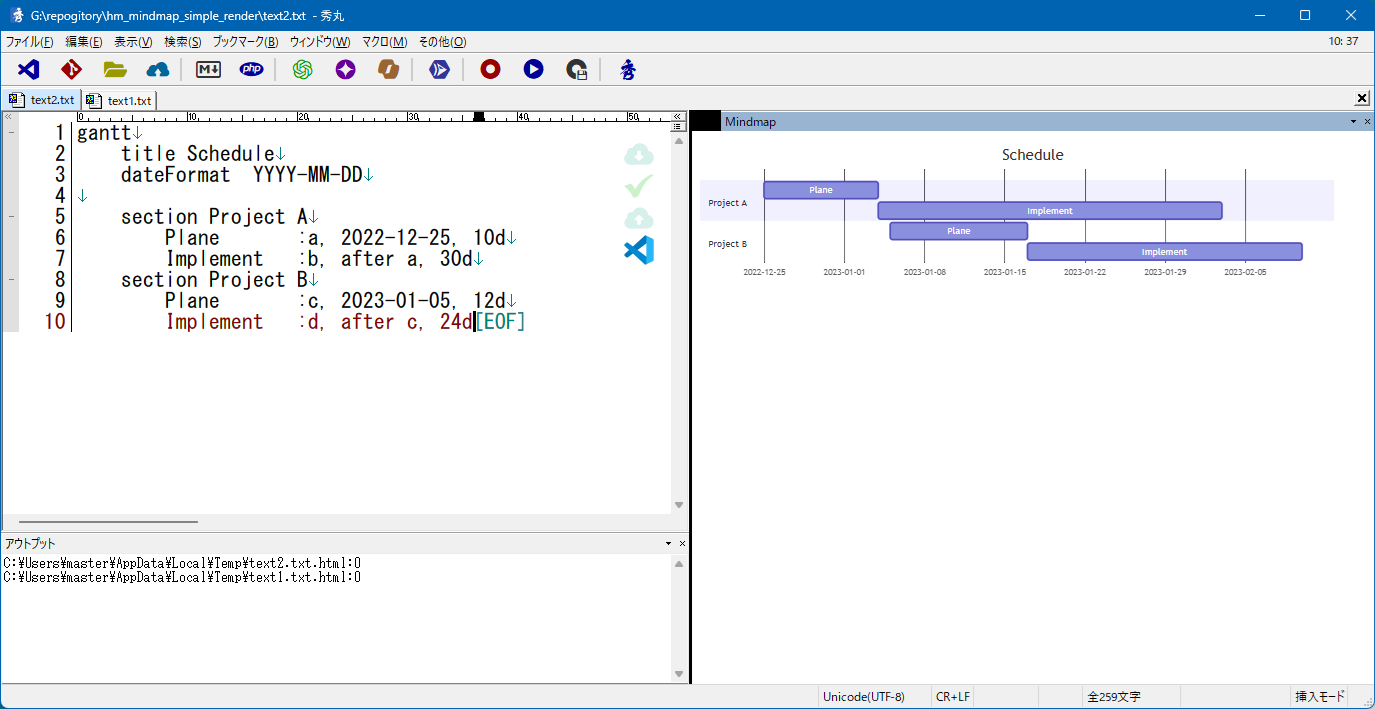 G:\repogitory\hm_mindmap_simple_render\text2.txt - 秀丸
ファイル(F) 編集(E) 表示(V) 検索(S) ブックマーク(B) ウィンドウ(W) マクロ(M) その他(O) 10: 37
M↓ php 秀
text2.txt text1.txt
0 10 20 30 40 50
1 gantt↓
2 title Schedule↓
3 dateFormat YYYY-MM-DD↓
4 ↓
5 section Project A↓
6 Plane :a, 2022-12-25, 10d↓
7 Implement :b, after a, 30d↓
8 section Project B↓
9 Plane :c, 2023-01-05, 12d↓
10 Implement :d, after c, 24d[EOF]
アウトプット
C:\Users\master\AppData\Local\Temp\text2.txt.html:0
C:\Users\master\AppData\Local\Temp\text1.txt.html:0
Mindmap
Schedule
Plane
Project A
Implement
Plane
Project B
Implement
2022-12-25 2023-01-01 2023-01-08 2023-01-15 2023-01-22 2023-01-29 2023-02-05
Unicode(UTF-8) CR+LF 全259文字 挿入モード